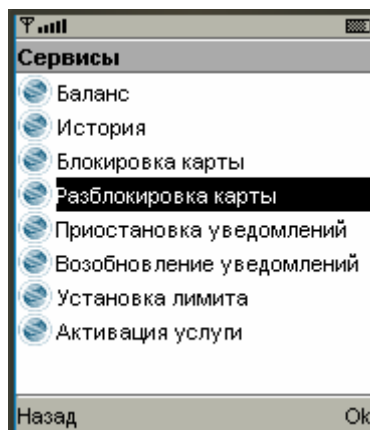 Сервисы
Баланс
История
Блокировка карты
Разблокировка карты
Приостановка уведомлений
Возобновление уведомлений
Установка лимита
Активация услуги
Назад Ok